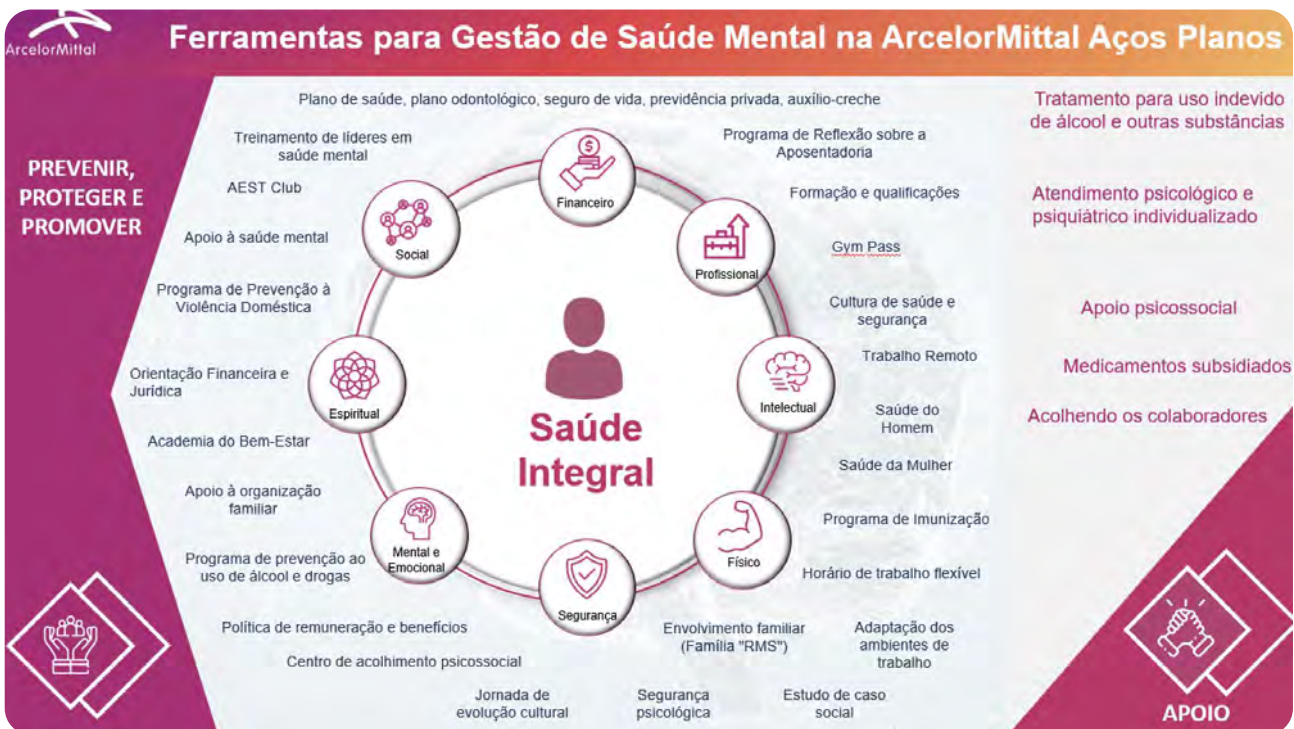 ArcelorMittal
Ferramentas para Gestão de Saúde Mental na ArcelorMittal Aços Planos
PREVENIR,
PROTEGER E
PROMOVER
Plano de saúde, plano odontológico, seguro de vida, previdência privada, auxílio-creche
Treinamento de líderes em
saúde mental
AEST Club
Apoio à saúde mental
Programa de Prevenção à
Violência Doméstica
Orientação Financeira e
Jurídica
Academia do Bem-Estar
Apoio à organização
familiar
Programa de prevenção ao
uso de álcool e drogas
Política de remuneração e benefícios
Centro de acolhimento psicossocial
Jornada de
evolução cultural
Segurança
psicológica
Estudo de caso
social
Envolvimento familiar
(Família "RMS")
Adaptação dos
ambientes de
trabalho
Financeiro
Profissional
Intelectual
Físico
Segurança
Mental e
Emocional
Espiritual
Social
Saúde
Integral
Programa de Reflexão sobre a
Aposentadoria
Formação e qualificações
Gym Pass
Cultura de saúde e
segurança
Trabalho Remoto
Saúde do
Homem
Saúde da Mulher
Programa de Imunização
Horário de trabalho flexível
Tratamento para uso indevido
de álcool e outras substâncias
Atendimento psicológico e
psiquiátrico individualizado
Apoio psicossocial
Medicamentos subsidiados
Acolhendo os colaboradores
APOIO